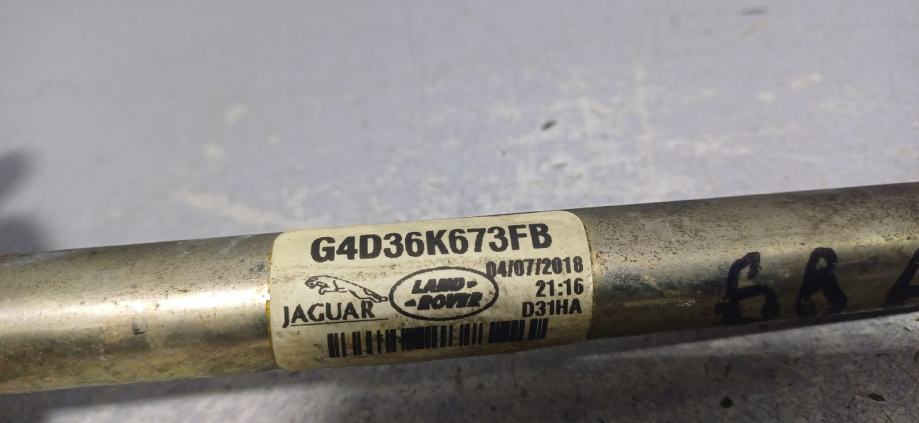 G4D36K673FB
04/07/2018
JAGUAR
LAND
ROVER
21:16
D31HA